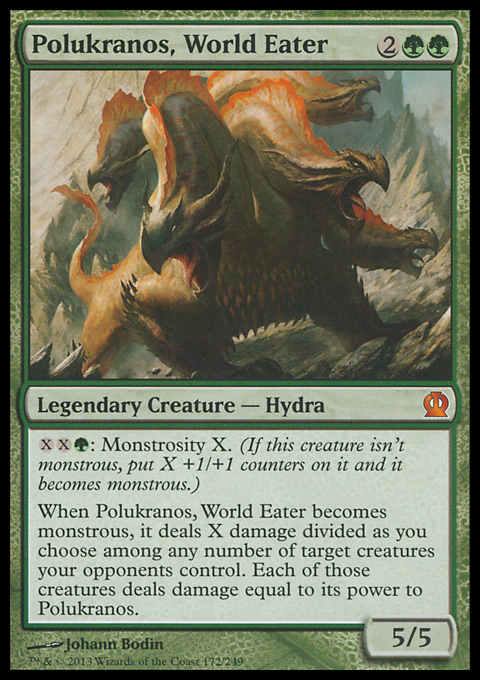 Polukranos, World Eater 2
Legendary Creature — Hydra
X X : Monstrosity X. (If this creature isn't
monstrous, put X +1/+1 counters on it and it
becomes monstrous.)
When Polukranos, World Eater becomes
monstrous, it deals X damage divided as you
choose among any number of target creatures
your opponents control. Each of those
creatures deals damage equal to its power to
Polukranos.
Johann Bodin
™ & © 2013 Wizards of the Coast 172/249
5/5